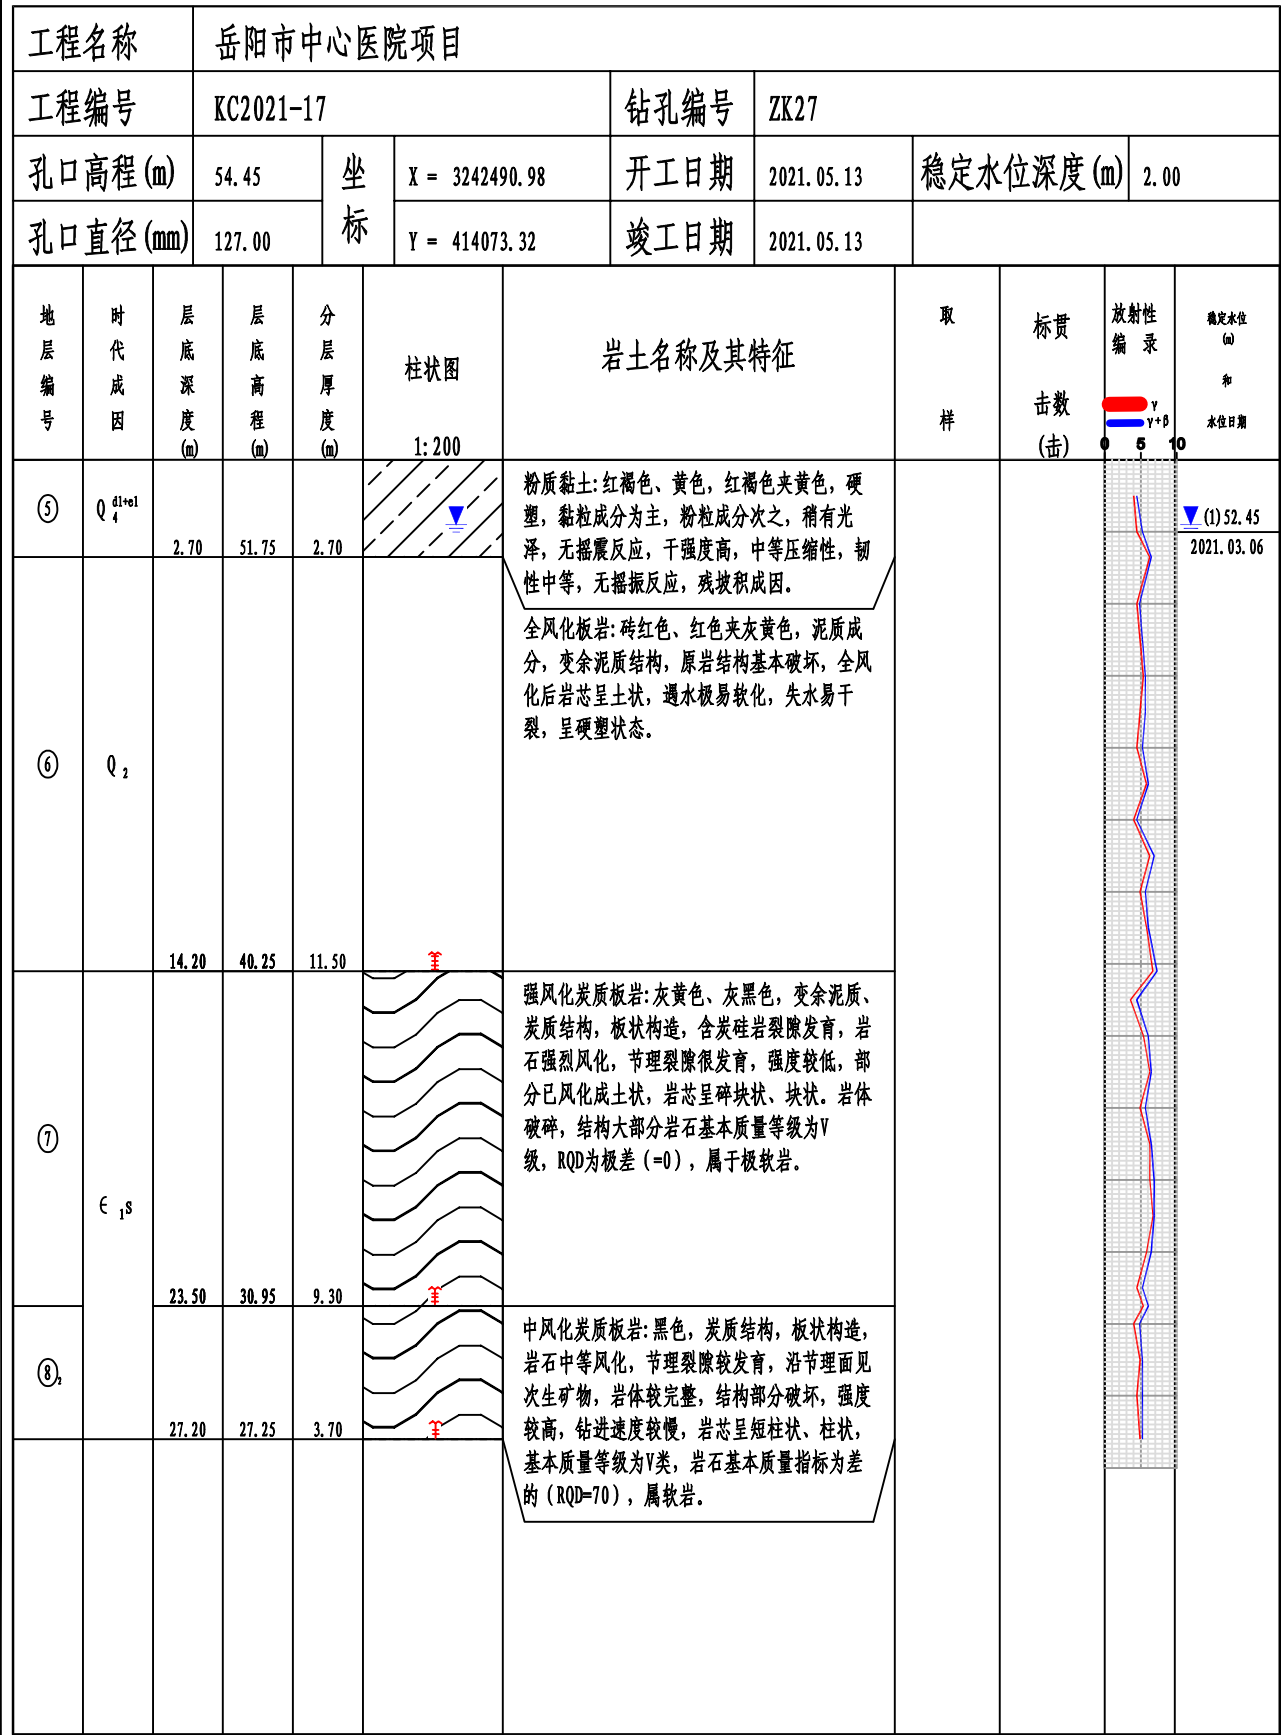 工程名称 岳阳市中心医院项目
工程编号 KC2021-17 钻孔编号 ZK27
孔口高程(m) 54.45 坐标 X = 3242490.98 开工日期 2021.05.13 稳定水位深度(m) 2.00
孔口直径(mm) 127.00 Y = 414073.32 竣工日期 2021.05.13
地层编号 时代成因 层底深度(m) 层底高程(m) 分层厚度(m) 柱状图 1:200 岩土名称及其特征 取样 标贯击数(击) 放射性编录 γ γ+β 0 5 10 稳定水位(m)和水位日期
⑤ Q4 dl+el 2.70 51.75 2.70
粉质黏土:红褐色、黄色，红褐色夹黄色，硬
塑，黏粒成分为主，粉粒成分次之，稍有光
泽，无摇震反应，干强度高，中等压缩性，韧
性中等，无摇振反应，残坡积成因。
(1)52.45
2021.03.06
⑥ Q2 14.20 40.25 11.50
全风化板岩:砖红色、红色夹灰黄色，泥质成
分，变余泥质结构，原岩结构基本破坏，全风
化后岩芯呈土状，遇水极易软化，失水易干
裂，呈硬塑状态。
⑦ ∈1s 23.50 30.95 9.30
强风化炭质板岩:灰黄色、灰黑色，变余泥质、
炭质结构，板状构造，含炭硅岩裂隙发育，岩
石强烈风化，节理裂隙很发育，强度较低，部
分已风化成土状，岩芯呈碎块状、块状。岩体
破碎，结构大部分岩石基本质量等级为V
级，RQD为极差（=0），属于极软岩。
⑧2 27.20 27.25 3.70
中风化炭质板岩:黑色，炭质结构，板状构造，
岩石中等风化，节理裂隙较发育，沿节理面见
次生矿物，岩体较完整，结构部分破坏，强度
较高，钻进速度较慢，岩芯呈短柱状、柱状，
基本质量等级为V类，岩石基本质量指标为差
的（RQD=70），属软岩。